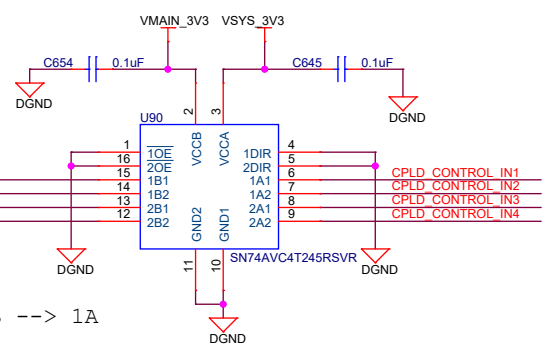 VMAIN_3V3 VSYS_3V3
C654 0.1uF C645 0.1uF
DGND DGND
U90
2 3
VCCB VCCA
1 1OE 1DIR 4
16 2OE 2DIR 5
15 1B1 1A1 6 CPLD_CONTROL_IN1
14 1B2 1A2 7 CPLD_CONTROL_IN2
13 2B1 2A1 8 CPLD_CONTROL_IN3
12 2B2 2A2 9 CPLD_CONTROL_IN4
GND2 GND1
SN74AVC4T245RSVR
11 10
DGND DGND
--> 1A
DGND